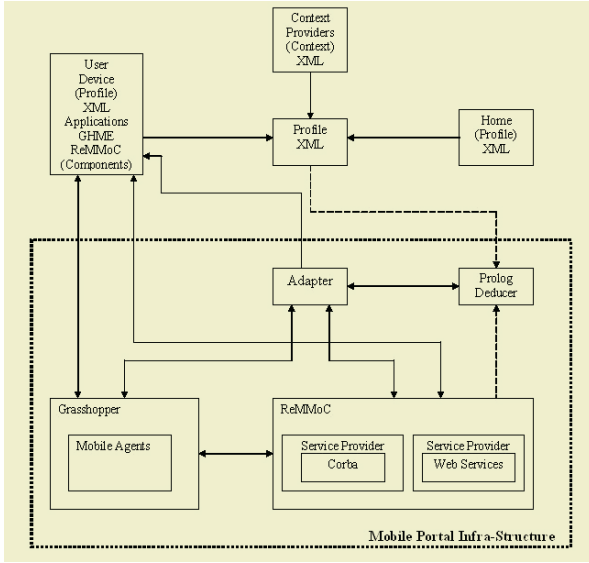 Context
Providers
(Context)
XML
User
Device
(Profile)
XML
Applications
GHME
ReMMoC
(Components)
Profile
XML
Home
(Profile)
XML
Adapter
Prolog
Deducer
Grasshopper
Mobile Agents
ReMMoC
Service Provider
Corba
Service Provider
Web Services
Mobile Portal Infra-Structure